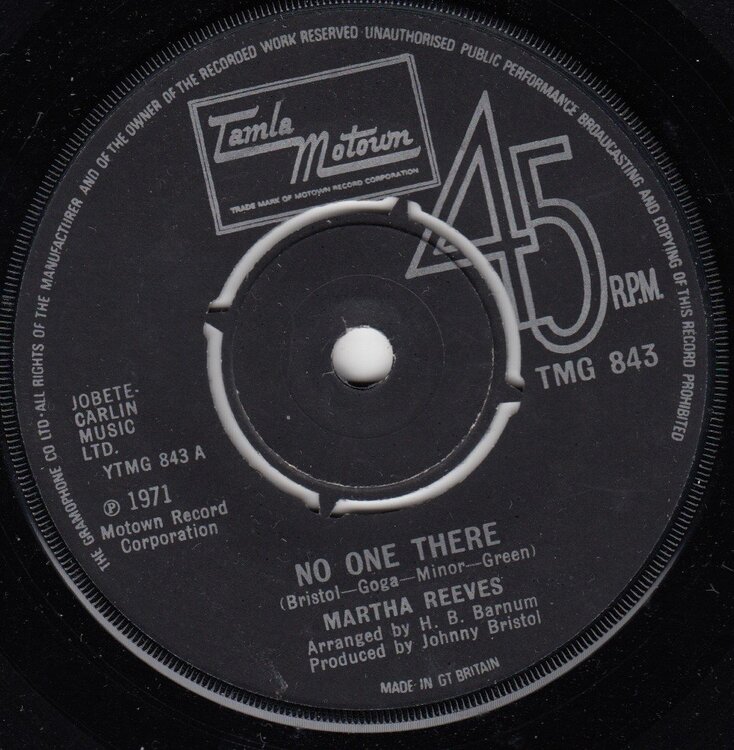 THE GRAMOPHONE CO LTD·ALL RIGHTS OF THE MANUFACTURER AND OF THE OWNER OF THE RECORDED WORK RESERVED UNAUTHORISED PUBLIC PERFORMANCE BROADCASTING AND COPYING OF THIS RECORD PROHIBITED
Tamla
Motown
TRADE MARK OF MOTOWN RECORD CORPORATION
45
R.P.M.
TMG 843
JOBETE-
CARLIN
MUSIC
LTD.
YTMG 843 A
℗ 1971
Motown Record
Corporation
NO ONE THERE
(Bristol—Goga—Minor—Green)
MARTHA REEVES
Arranged by H. B. Barnum
Produced by Johnny Bristol
MADE IN GT BRITAIN